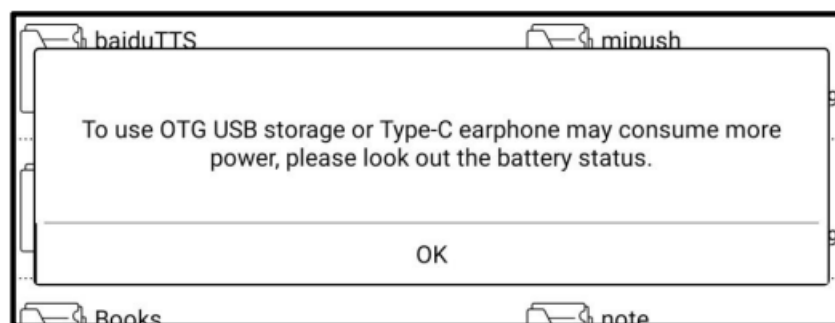 baiduTTS
mipush
To use OTG USB storage or Type-C earphone may consume more
power, please look out the battery status.
OK
Books
note